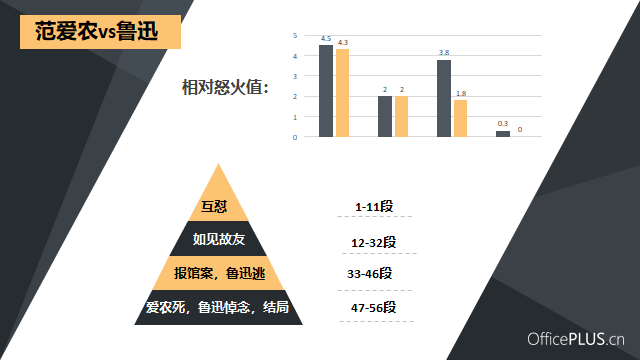 范爱农vs鲁迅
相对怒火值：
5
4
3
2
1
0
4.5
4.3
2
2
3.8
1.8
0.3
0
互怼
1-11段
如见故友
12-32段
报馆案，鲁迅逃
33-46段
爱农死，鲁迅悼念，结局
47-56段
OfficePLUS.cn